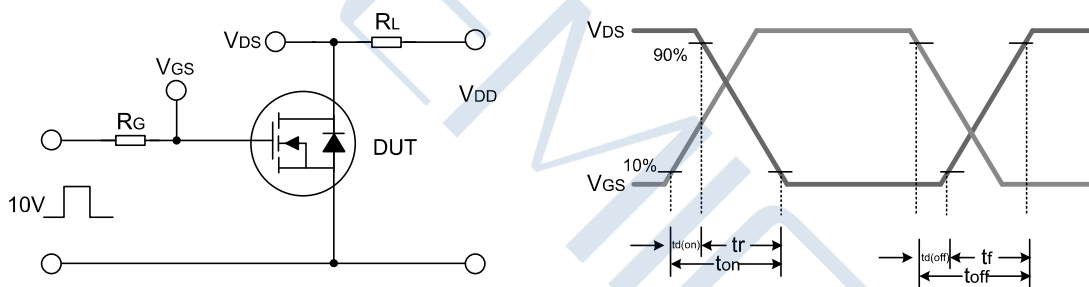 RL
VDS
VGS
VDD
RG
DUT
10V
VDS
90%
10%
VGS
td(on)
tr
ton
td(off)
tf
toff